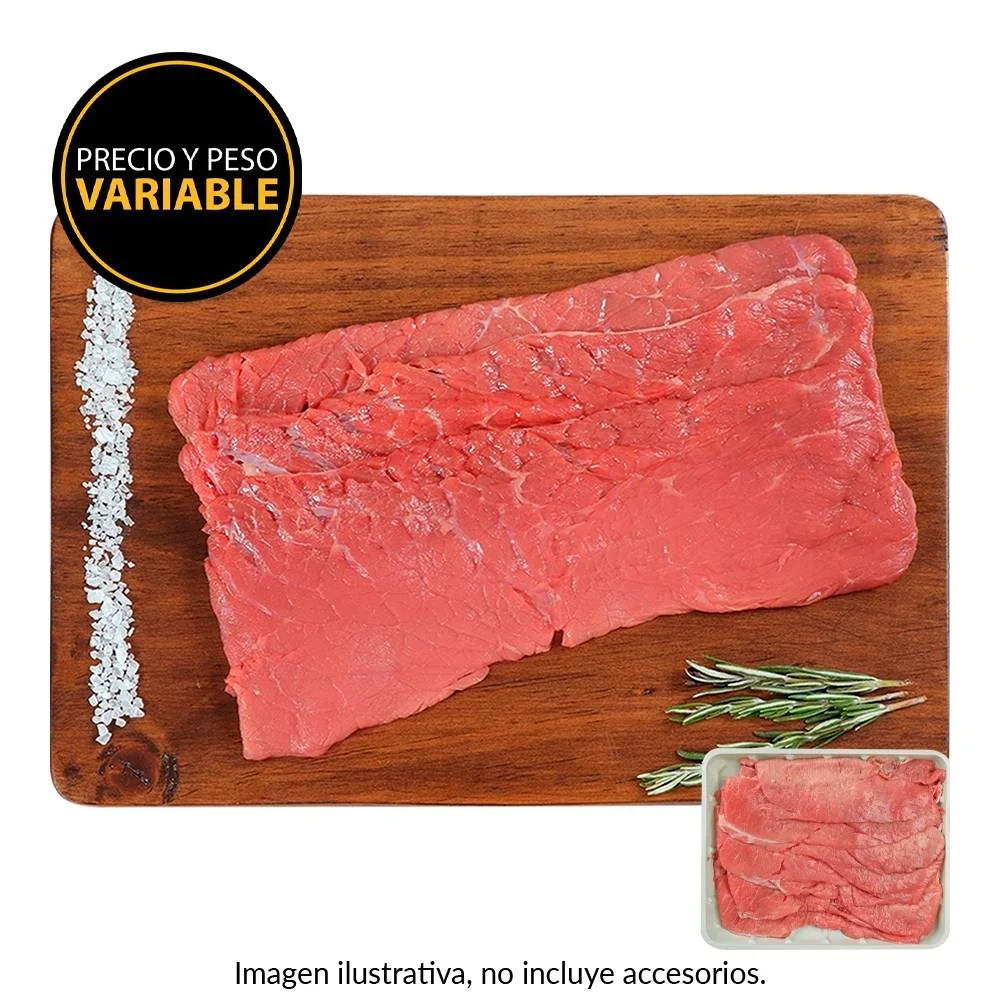 PRECIO Y PESO
VARIABLE
Imagen ilustrativa, no incluye accesorios.